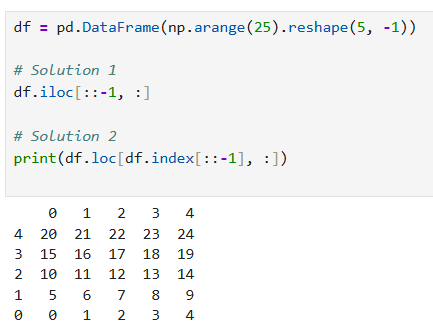 df = pd.DataFrame(np.arange(25).reshape(5, -1))
# Solution 1
df.iloc[::-1, :]
# Solution 2
print(df.loc[df.index[::-1], :])
0 1 2 3 4
4 20 21 22 23 24
3 15 16 17 18 19
2 10 11 12 13 14
1 5 6 7 8 9
0 0 1 2 3 4